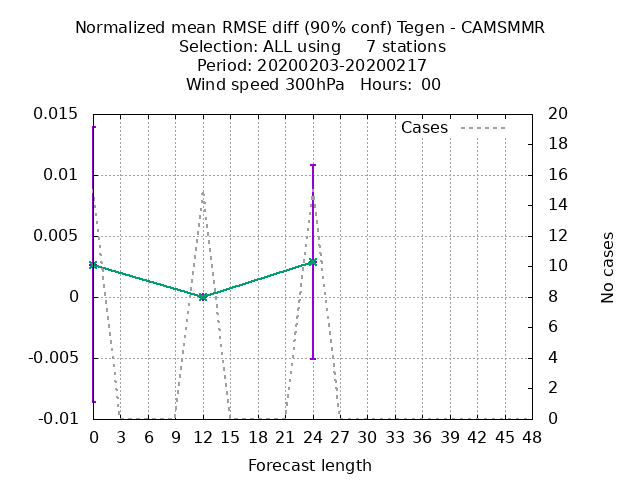 Normalized mean RMSE diff (90% conf) Tegen - CAMSMMR
Selection: ALL using 7 stations
Period: 20200203-20200217
Wind speed 300hPa Hours: 00
Cases
0.015
0.01
0.005
0
-0.005
-0.01
20
18
16
14
12
10
8
6
4
2
0
No cases
0 3 6 9 12 15 18 21 24 27 30 33 36 39 42 45 48
Forecast length